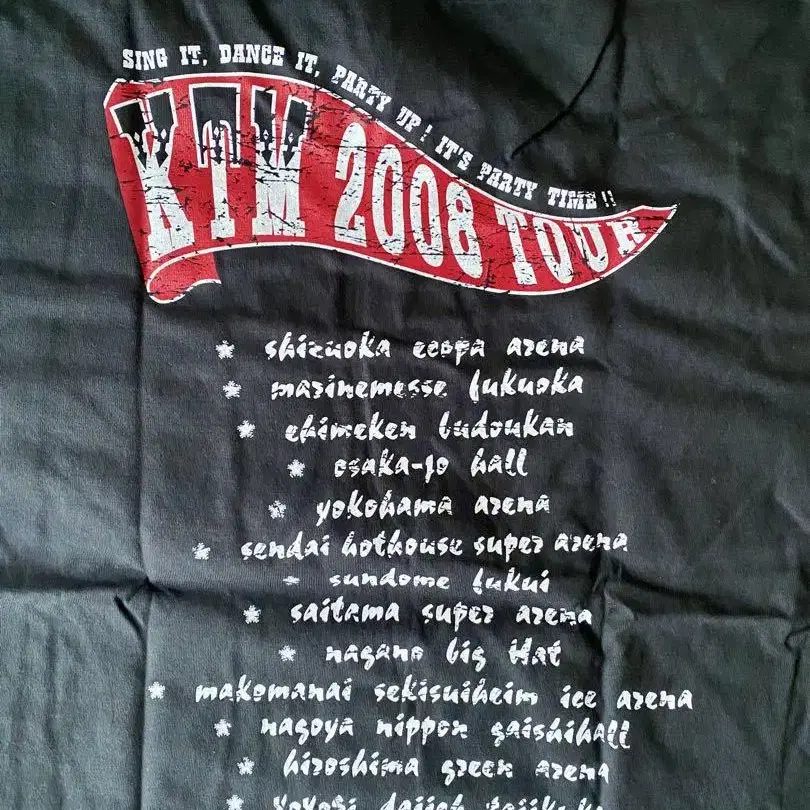 SING IT, DANCE IT, PARTY UP! IT'S PARTY TIME!!
KTM 2008 TOUR
* shizuoka ecopa arena
* marinemesse fukuoka
* ehimeken budoukan
* osaka-jo hall
* yokohama arena
* sendai hothouse super arena
* sundome fukui
* saitama super arena
* nagano big Hat
* makomanai sekisuiheim ice arena
* nagoya nippon gaishihall
* hiroshima green arena
* yoyogi